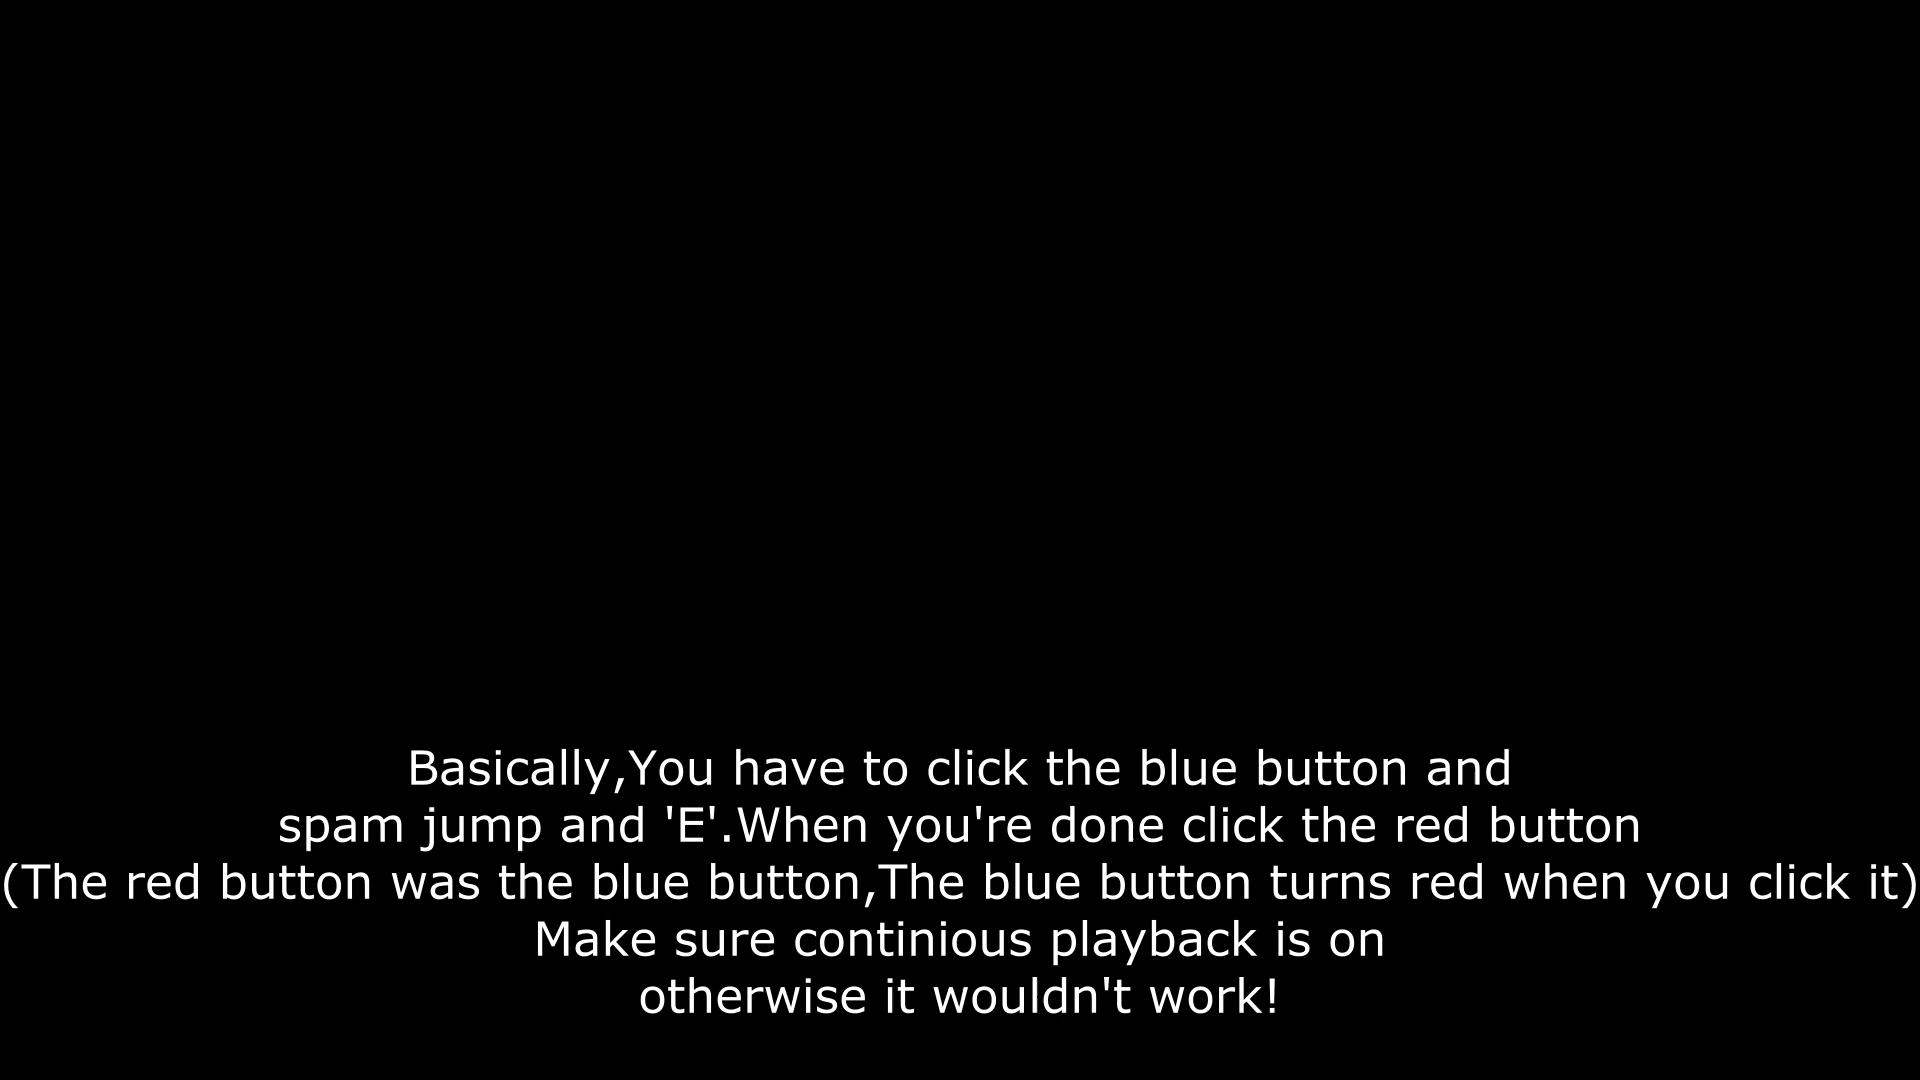 Basically,You have to click the blue button and
spam jump and 'E'.When you're done click the red button
(The red button was the blue button,The blue button turns red when you click it)
Make sure continious playback is on
otherwise it wouldn't work!